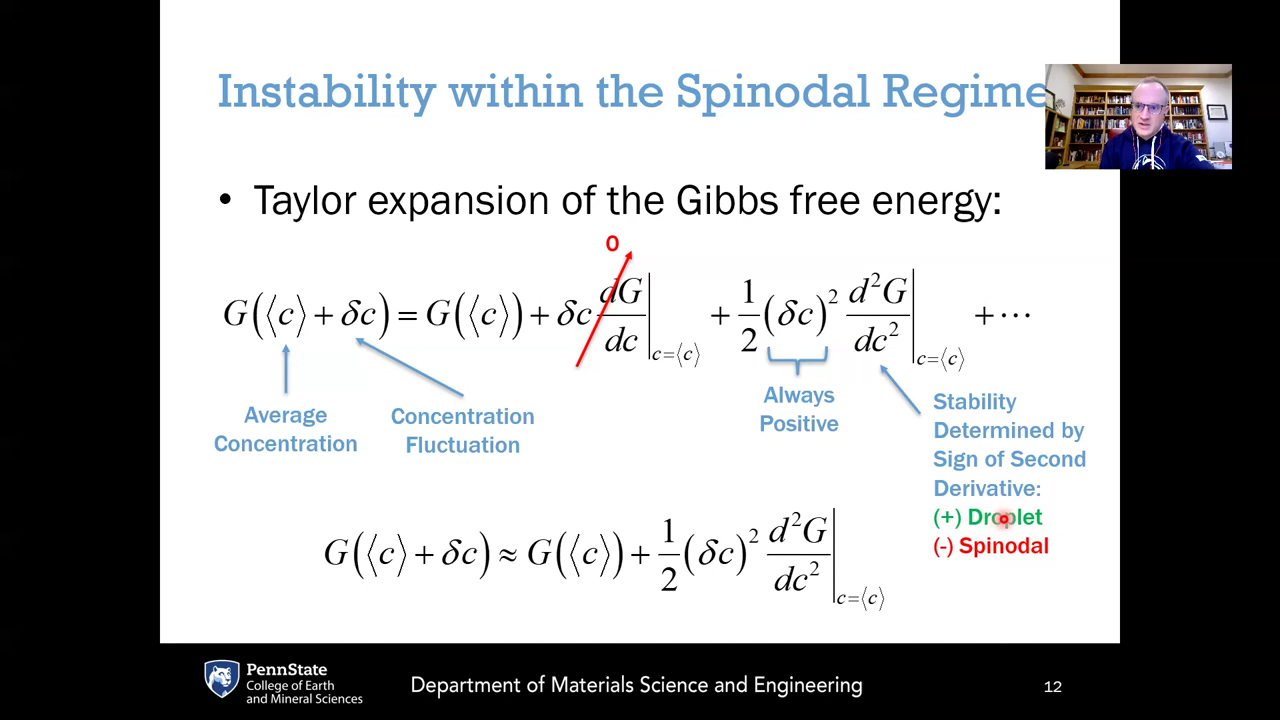 Instability within the Spinodal Regime
• Taylor expansion of the Gibbs free energy:
0
G(⟨c⟩ + δc) = G(⟨c⟩) + δc dG/dc|c=⟨c⟩ + 1/2 (δc)² d²G/dc²|c=⟨c⟩ + ⋯
Average
Concentration
Concentration
Fluctuation
Always
Positive
Stability
Determined by
Sign of Second
Derivative:
(+) Droplet
(-) Spinodal
G(⟨c⟩ + δc) ≈ G(⟨c⟩) + 1/2 (δc)² d²G/dc²|c=⟨c⟩
PennState
College of Earth
and Mineral Sciences
Department of Materials Science and Engineering
12